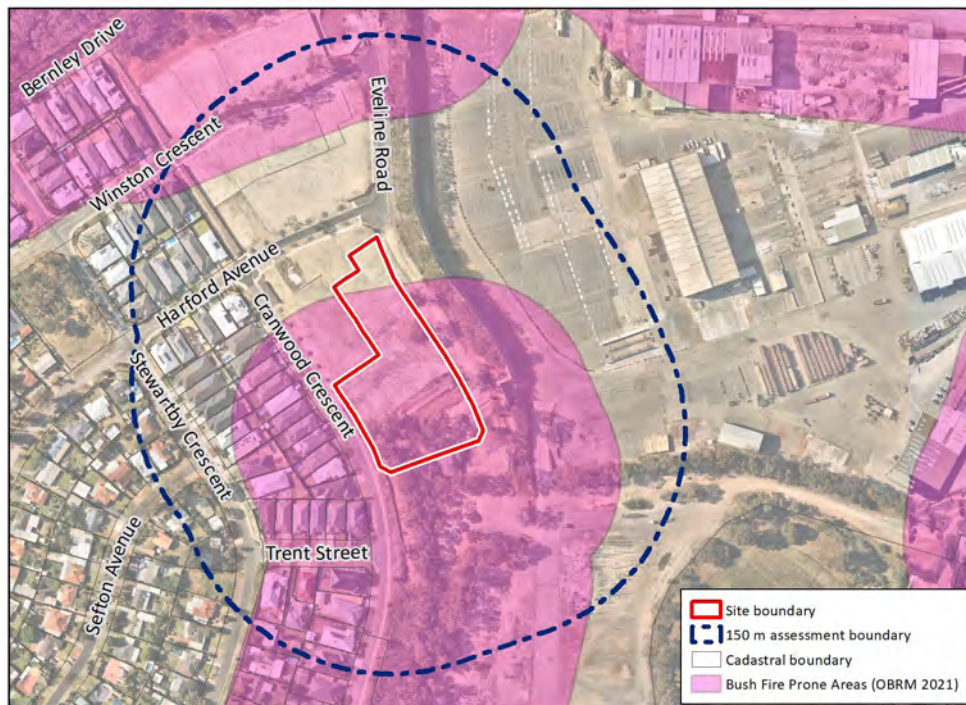 Bernley Drive
Winston Crescent
Eveline Road
Harford Avenue
Cranwood Crescent
Stewartby Crescent
Trent Street
Sefton Avenue
Site boundary
150 m assessment boundary
Cadastral boundary
Bush Fire Prone Areas (OBRM 2021)